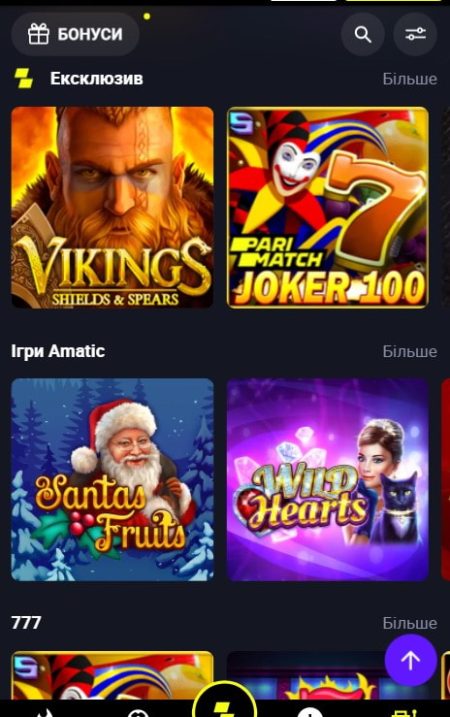 БОНУСИ
Ексклюзив
Більше
VIKINGS
SHIELDS & SPEARS
PARI
MATCH
7
JOKER 100
Ігри Amatic
Більше
Santas
Fruits
Wild
Hearts
777
Більше